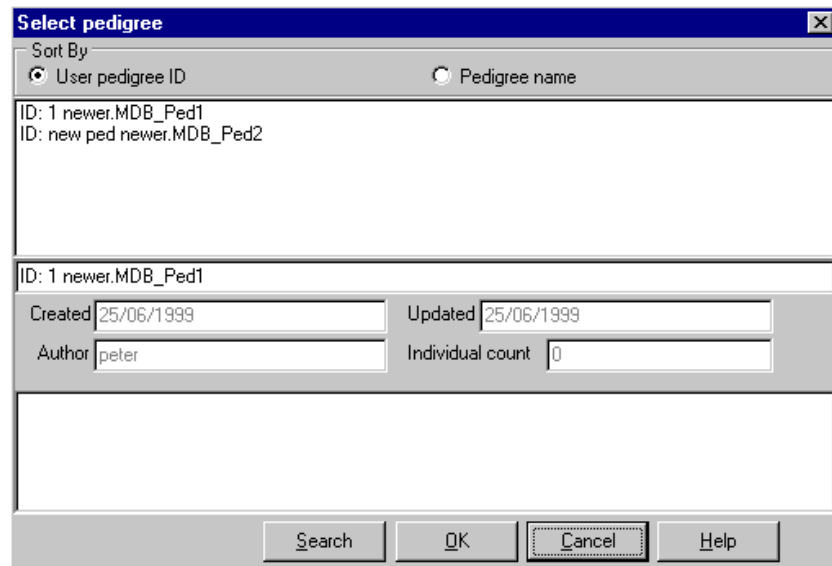 Select pedigree
Sort By
User pedigree ID Pedigree name
ID: 1 newer.MDB_Ped1
ID: new ped newer.MDB_Ped2
ID: 1 newer.MDB_Ped1
Created 25/06/1999 Updated 25/06/1999
Author peter Individual count 0
Search OK Cancel Help